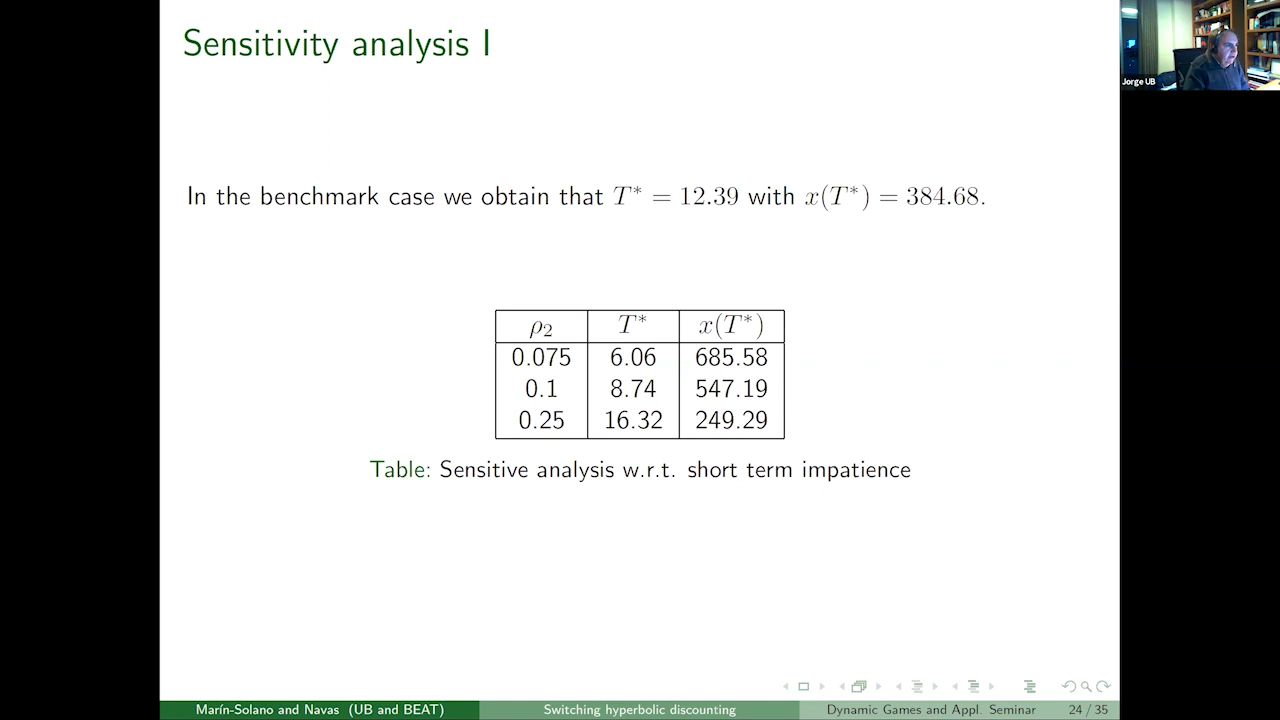 Sensitivity analysis I
Jorge UB
In the benchmark case we obtain that T* = 12.39 with x(T*) = 384.68.
ρ₂ T* x(T*)
0.075 6.06 685.58
0.1 8.74 547.19
0.25 16.32 249.29
Table: Sensitive analysis w.r.t. short term impatience
Marín-Solano and Navas (UB and BEAT) Switching hyperbolic discounting Dynamic Games and Appl. Seminar 24 / 35